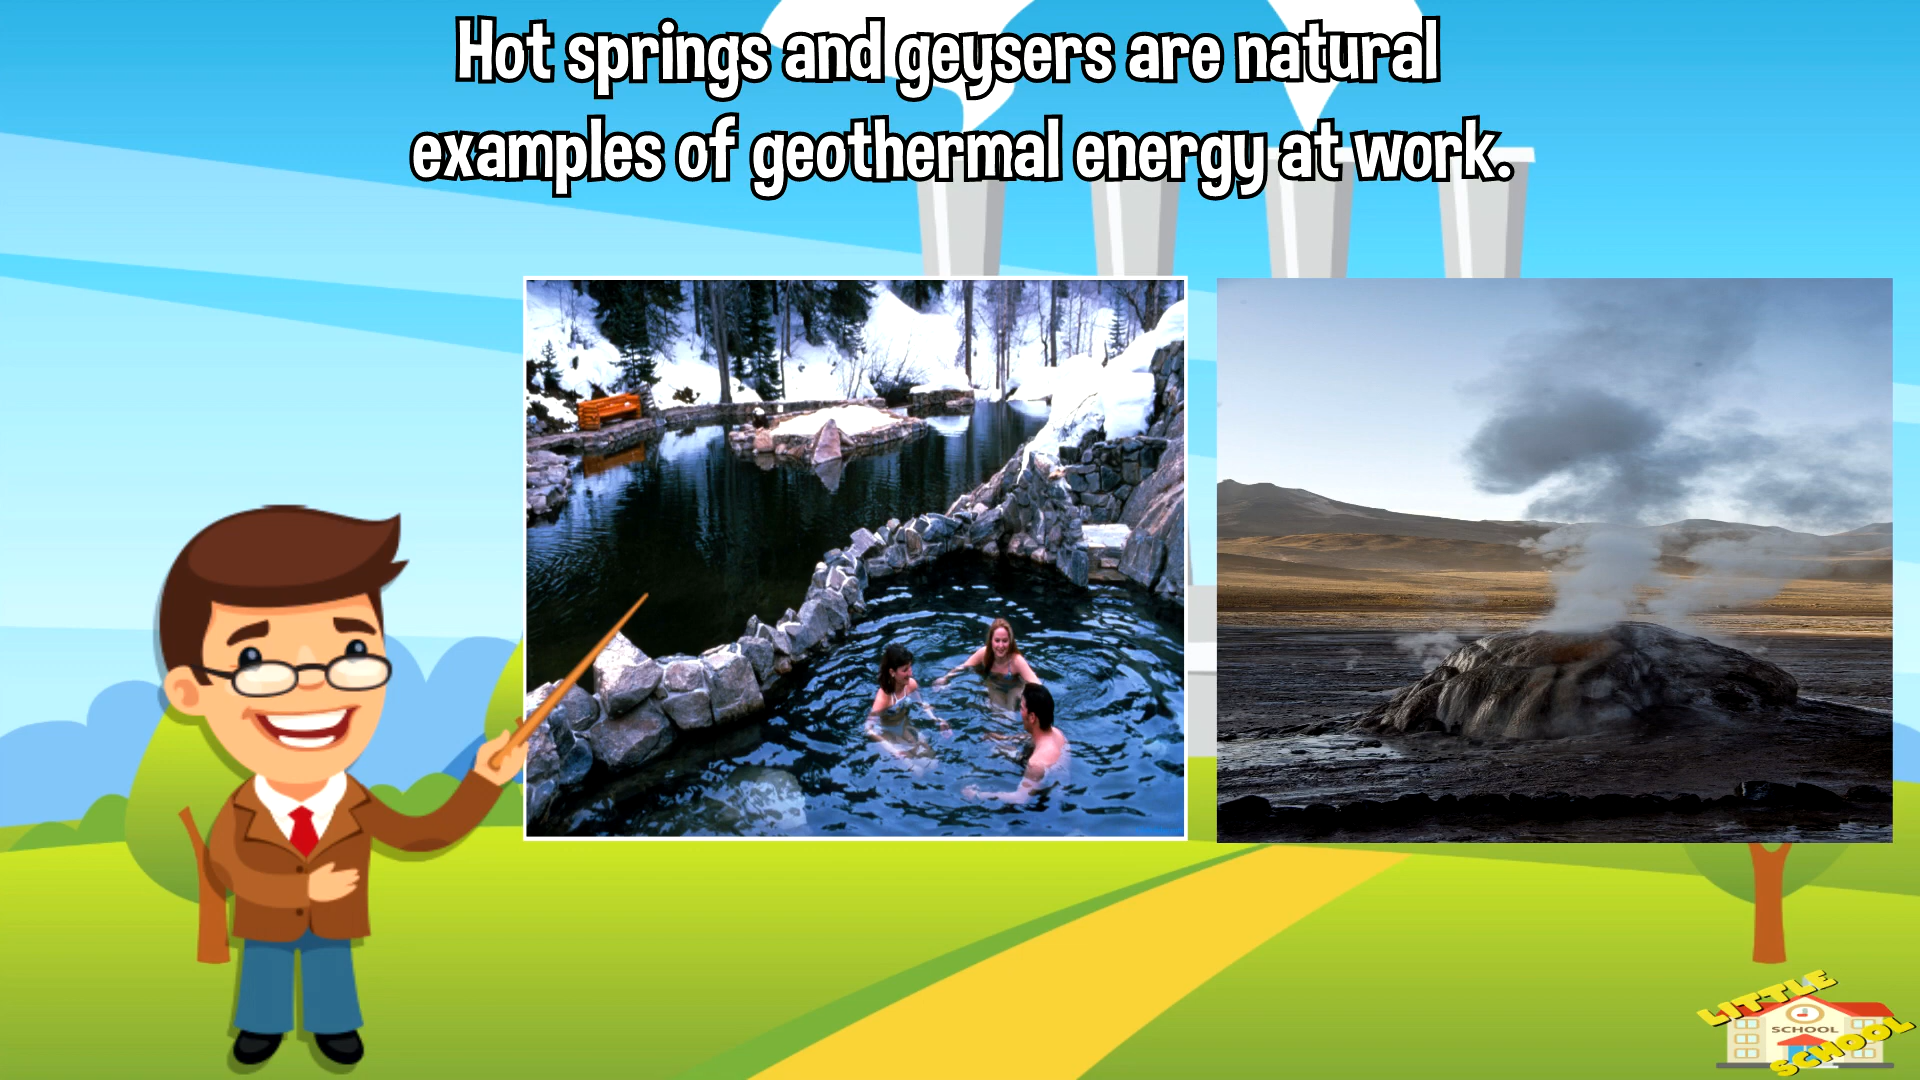 Hot springs and geysers are natural
examples of geothermal energy at work.
LITTLE
SCHOOL
SCHOOL